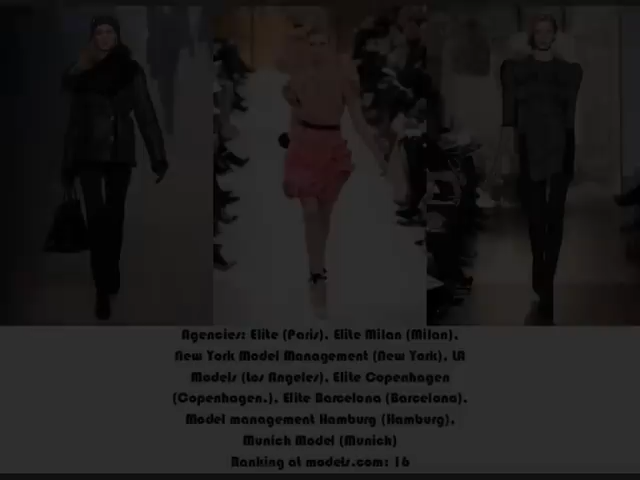 Agencies: Elite (Paris), Elite Milan (Milan),
New York Model Management (New York), LA
Models (Los Angeles), Elite Copenhagen
(Copenhagen.), Elite Barcelona (Barcelona),
Model management Hamburg (Hamburg),
Munich Model (Munich)
Ranking at models.com: 16